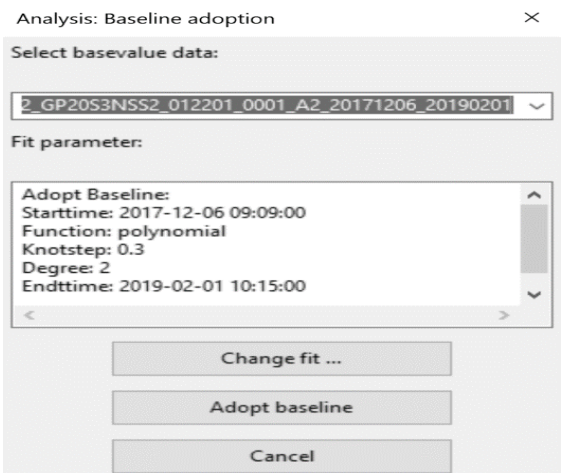 Analysis: Baseline adoption
Select basevalue data:
2_GP20S3NSS2_012201_0001_A2_20171206_20190201
Fit parameter:
Adopt Baseline:
Starttime: 2017-12-06 09:09:00
Function: polynomial
Knotstep: 0.3
Degree: 2
Endttime: 2019-02-01 10:15:00
Change fit ...
Adopt baseline
Cancel